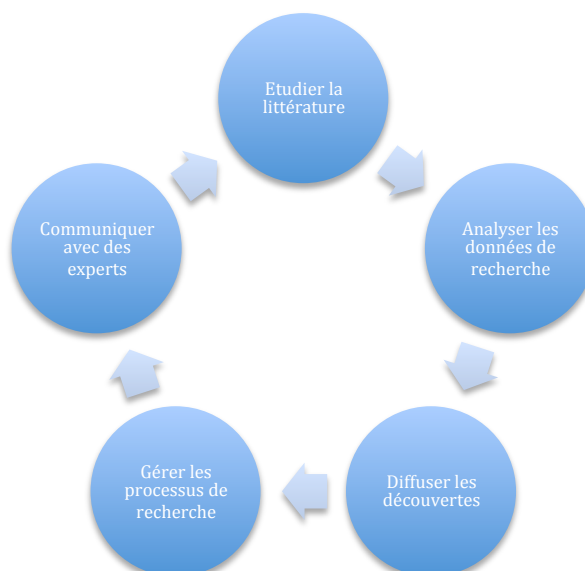 Etudier la
littérature
Analyser les
données de
recherche
Diffuser les
découvertes
Gérer les
processus de
recherche
Communiquer
avec des
experts